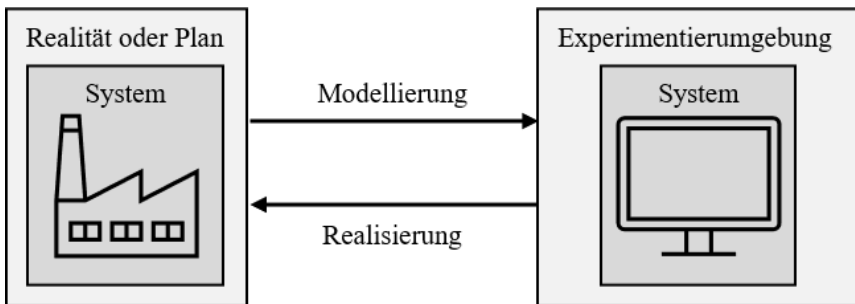 Realität oder Plan
System
Modellierung
Realisierung
Experimentierumgebung
System